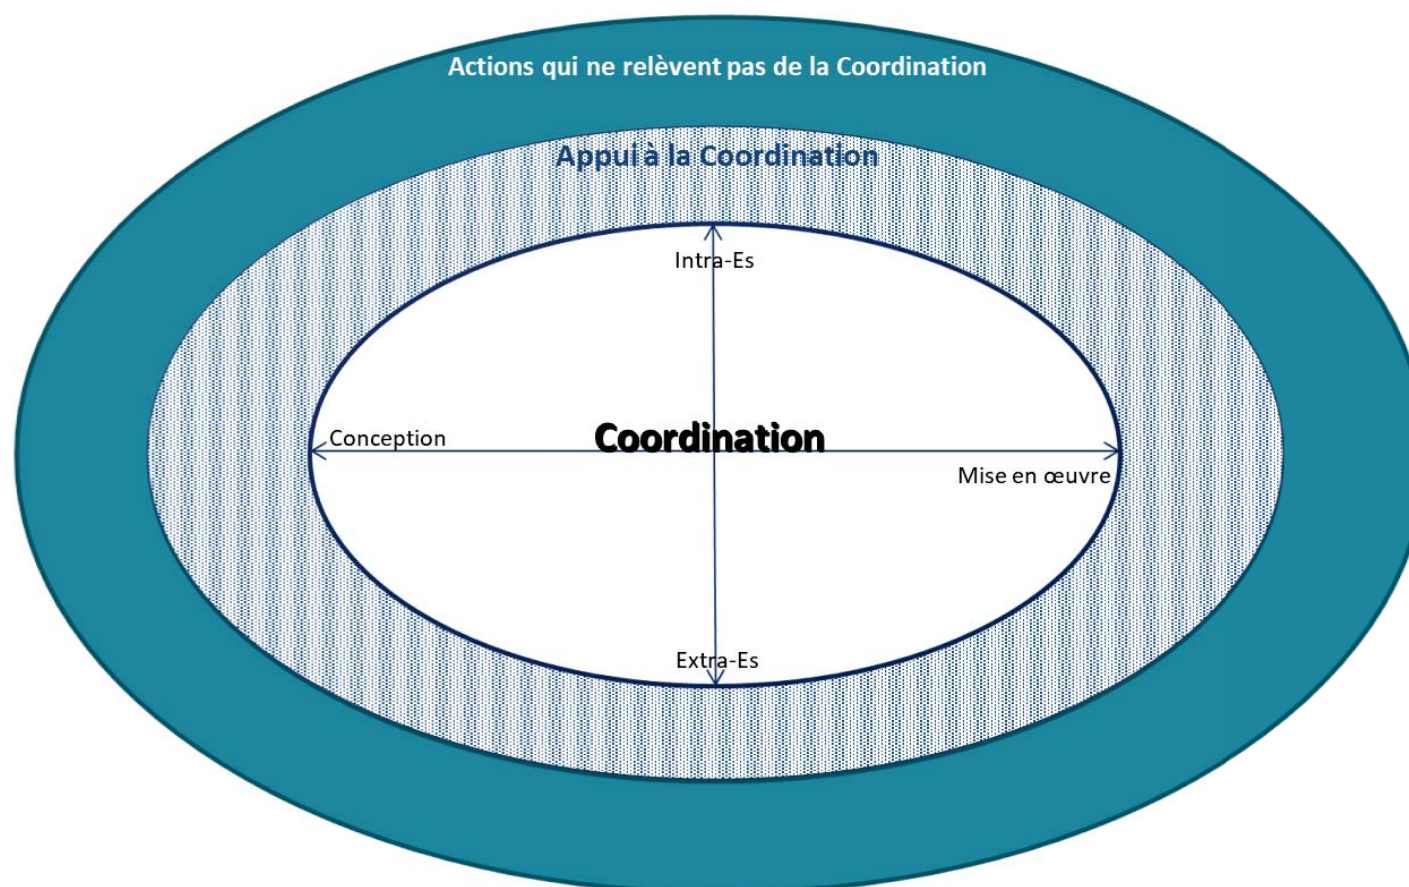 Actions qui ne relèvent pas de la Coordination
Appui à la Coordination
Intra-Es
Conception
Coordination
Mise en œuvre
Extra-Es